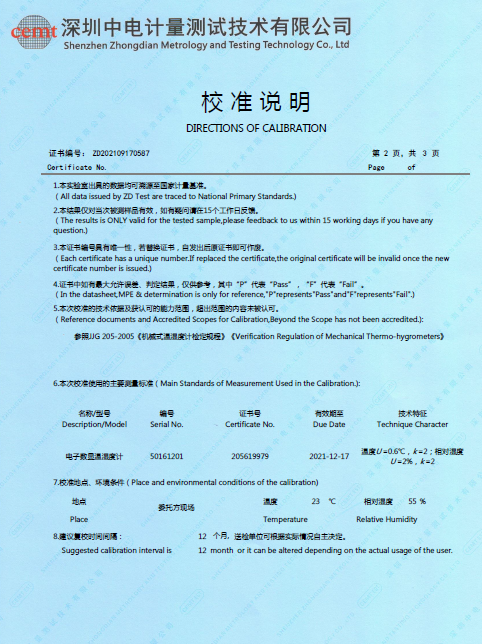 cemt 深圳中电计量测试技术有限公司
Shenzhen Zhongdian Metrology and Testing Technology Co., Ltd
校准说明
DIRECTIONS OF CALIBRATION
证书编号: ZD202109170587 第 2 页, 共 3 页
Certificate No. Page of
1.本实验室出具的数据均可溯源至国家计量基准。
( All data issued by ZD Test are traced to National Primary Standards.)
2.本结果仅对当次被测样品有效,如有疑问请在15个工作日反馈。
( The results is ONLY valid for the tested sample,please feedback to us within 15 working days if you have any
question.)
3.本证书编号具有唯一性,若替换证书,自发出后原证书即可作废。
( Each certificate has a unique number.If replaced the certificate,the original certificate will be invalid once the new
certificate number is issued.)
4.证书中如有最大允许误差、判定结果,仅供参考,其中 "P" 代表 "Pass" , "F" 代表 "Fail" 。
( In the datasheet,MPE & determination is only for reference,"P"represents"Pass"and"F"represents"Fail".)
5.本次校准的技术依据及获认可的能力范围,超出范围的内容未被认可。
( Reference documents and Accredited Scopes for Calibration,Beyond the Scope has not been accredited.):
参照JJG 205-2005《机械式温湿度计检定规程》《Verification Regulation of Mechanical Thermo-hygrometers》
6.本次校准使用的主要测量标准 ( Main Standards of Measurement Used in the Calibration.):
名称/型号 编号 证书号 有效期至 技术特征
Description/Model Serial No. Certificate No. Due Date Technique Character
电子数显温湿度计 50161201 205619979 2021-12-17 温度U=0.6℃,k=2;相对湿度
U=2%,k=2
7.校准地点、环境条件 ( Place and environmental conditions of the calibration)
地点 委托方现场 温度 23 ℃ 相对湿度 55 %
Place Temperature Relative Humidity
8.建议复校时间间隔: 12 个月,送检单位可根据实际情况自主决定。
Suggested calibration interval is 12 month or it can be altered depending on the actual usage of the user.